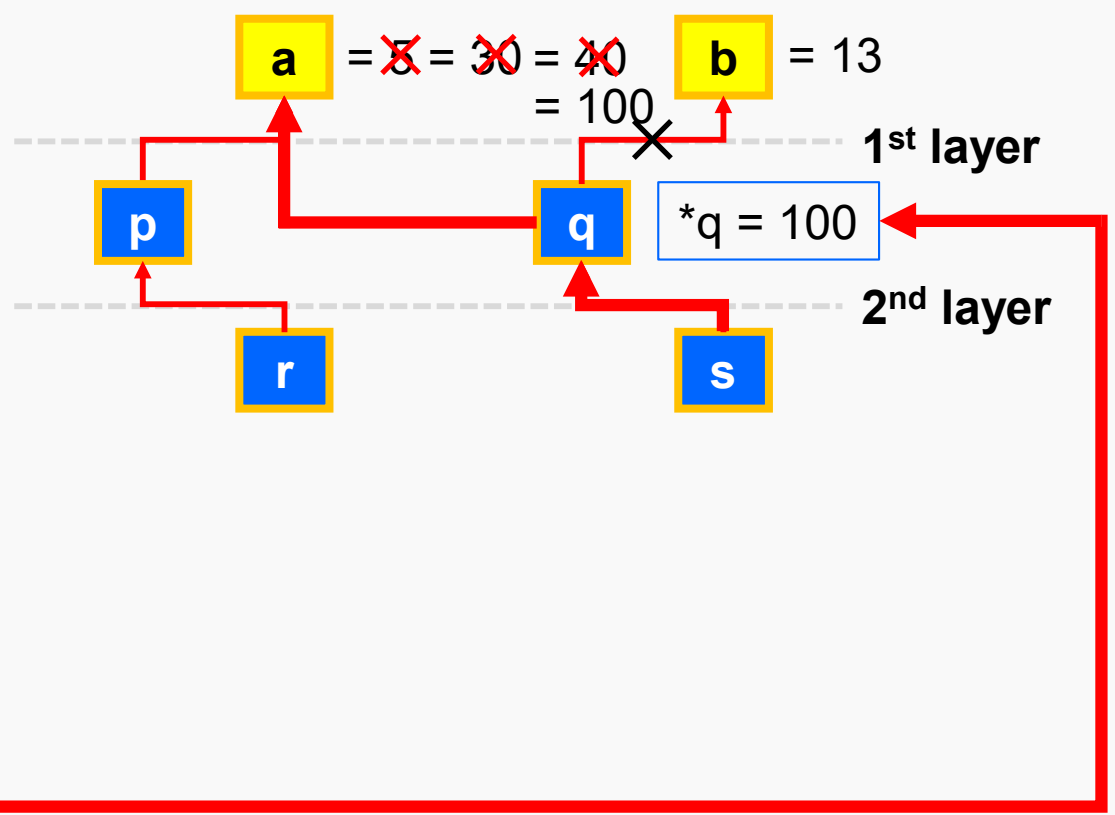 a = 5 = 30 = 40 b = 13
= 100
1st layer
p q *q = 100
2nd layer
r s